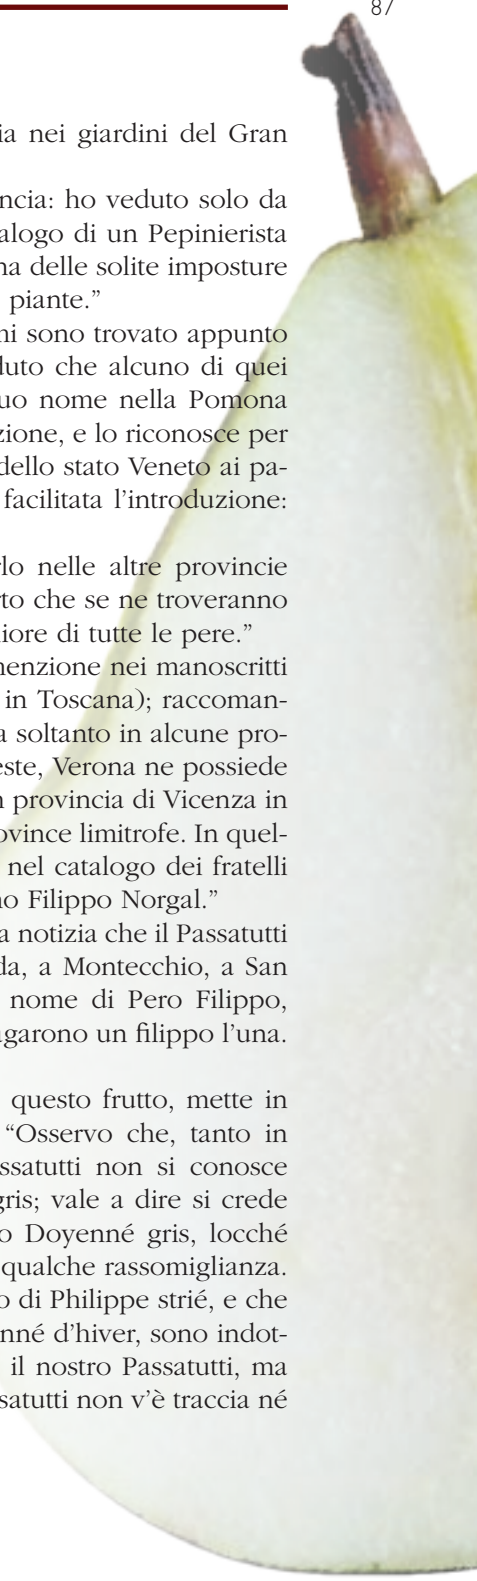 87
ia nei giardini del Gran
ncia: ho veduto solo da
alogo di un Pepinierista
na delle solite imposture
piante.”
ni sono trovato appunto
duto che alcuno di quei
uo nome nella Pomona
zione, e lo riconosce per
dello stato Veneto ai pa-
facilitata l’introduzione:
lo nelle altre provincie
rto che se ne troveranno
liore di tutte le pere.”
nenzione nei manoscritti
in Toscana); raccoman-
a soltanto in alcune pro-
este, Verona ne possiede
n provincia di Vicenza in
ovince limitrofe. In quel-
nel catalogo dei fratelli
no Filippo Norgal.”
a notizia che il Passatutti
da, a Montecchio, a San
nome di Pero Filippo,
agarono un filippo l’una.
questo frutto, mette in
“Osservo che, tanto in
assatutti non si conosce
gris; vale a dire si crede
o Doyenné gris, locché
qualche rassomiglianza.
o di Philippe strié, e che
nné d’hiver, sono indot-
il nostro Passatutti, ma
satutti non v’è traccia né